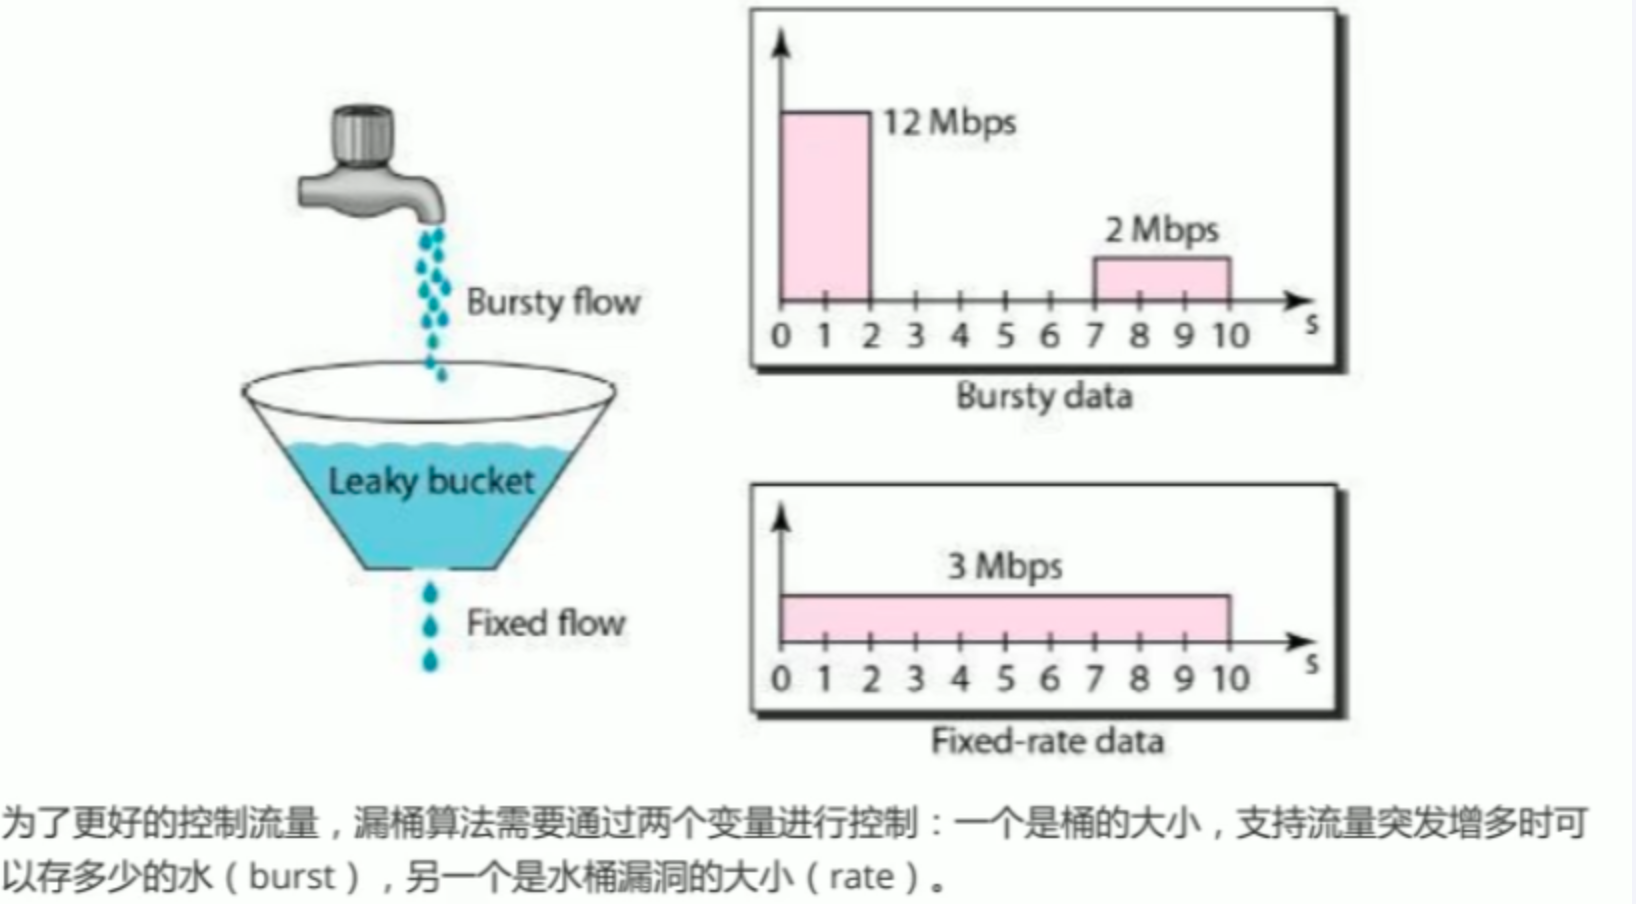 12 Mbps
2 Mbps
0 1 2 3 4 5 6 7 8 9 10 s
Bursty data
Bursty flow
Leaky bucket
Fixed flow
3 Mbps
0 1 2 3 4 5 6 7 8 9 10 s
Fixed-rate data
为了更好的控制流量，漏桶算法需要通过两个变量进行控制：一个是桶的大小，支持流量突发增多时可
以存多少的水（burst），另一个是水桶漏洞的大小（rate）。